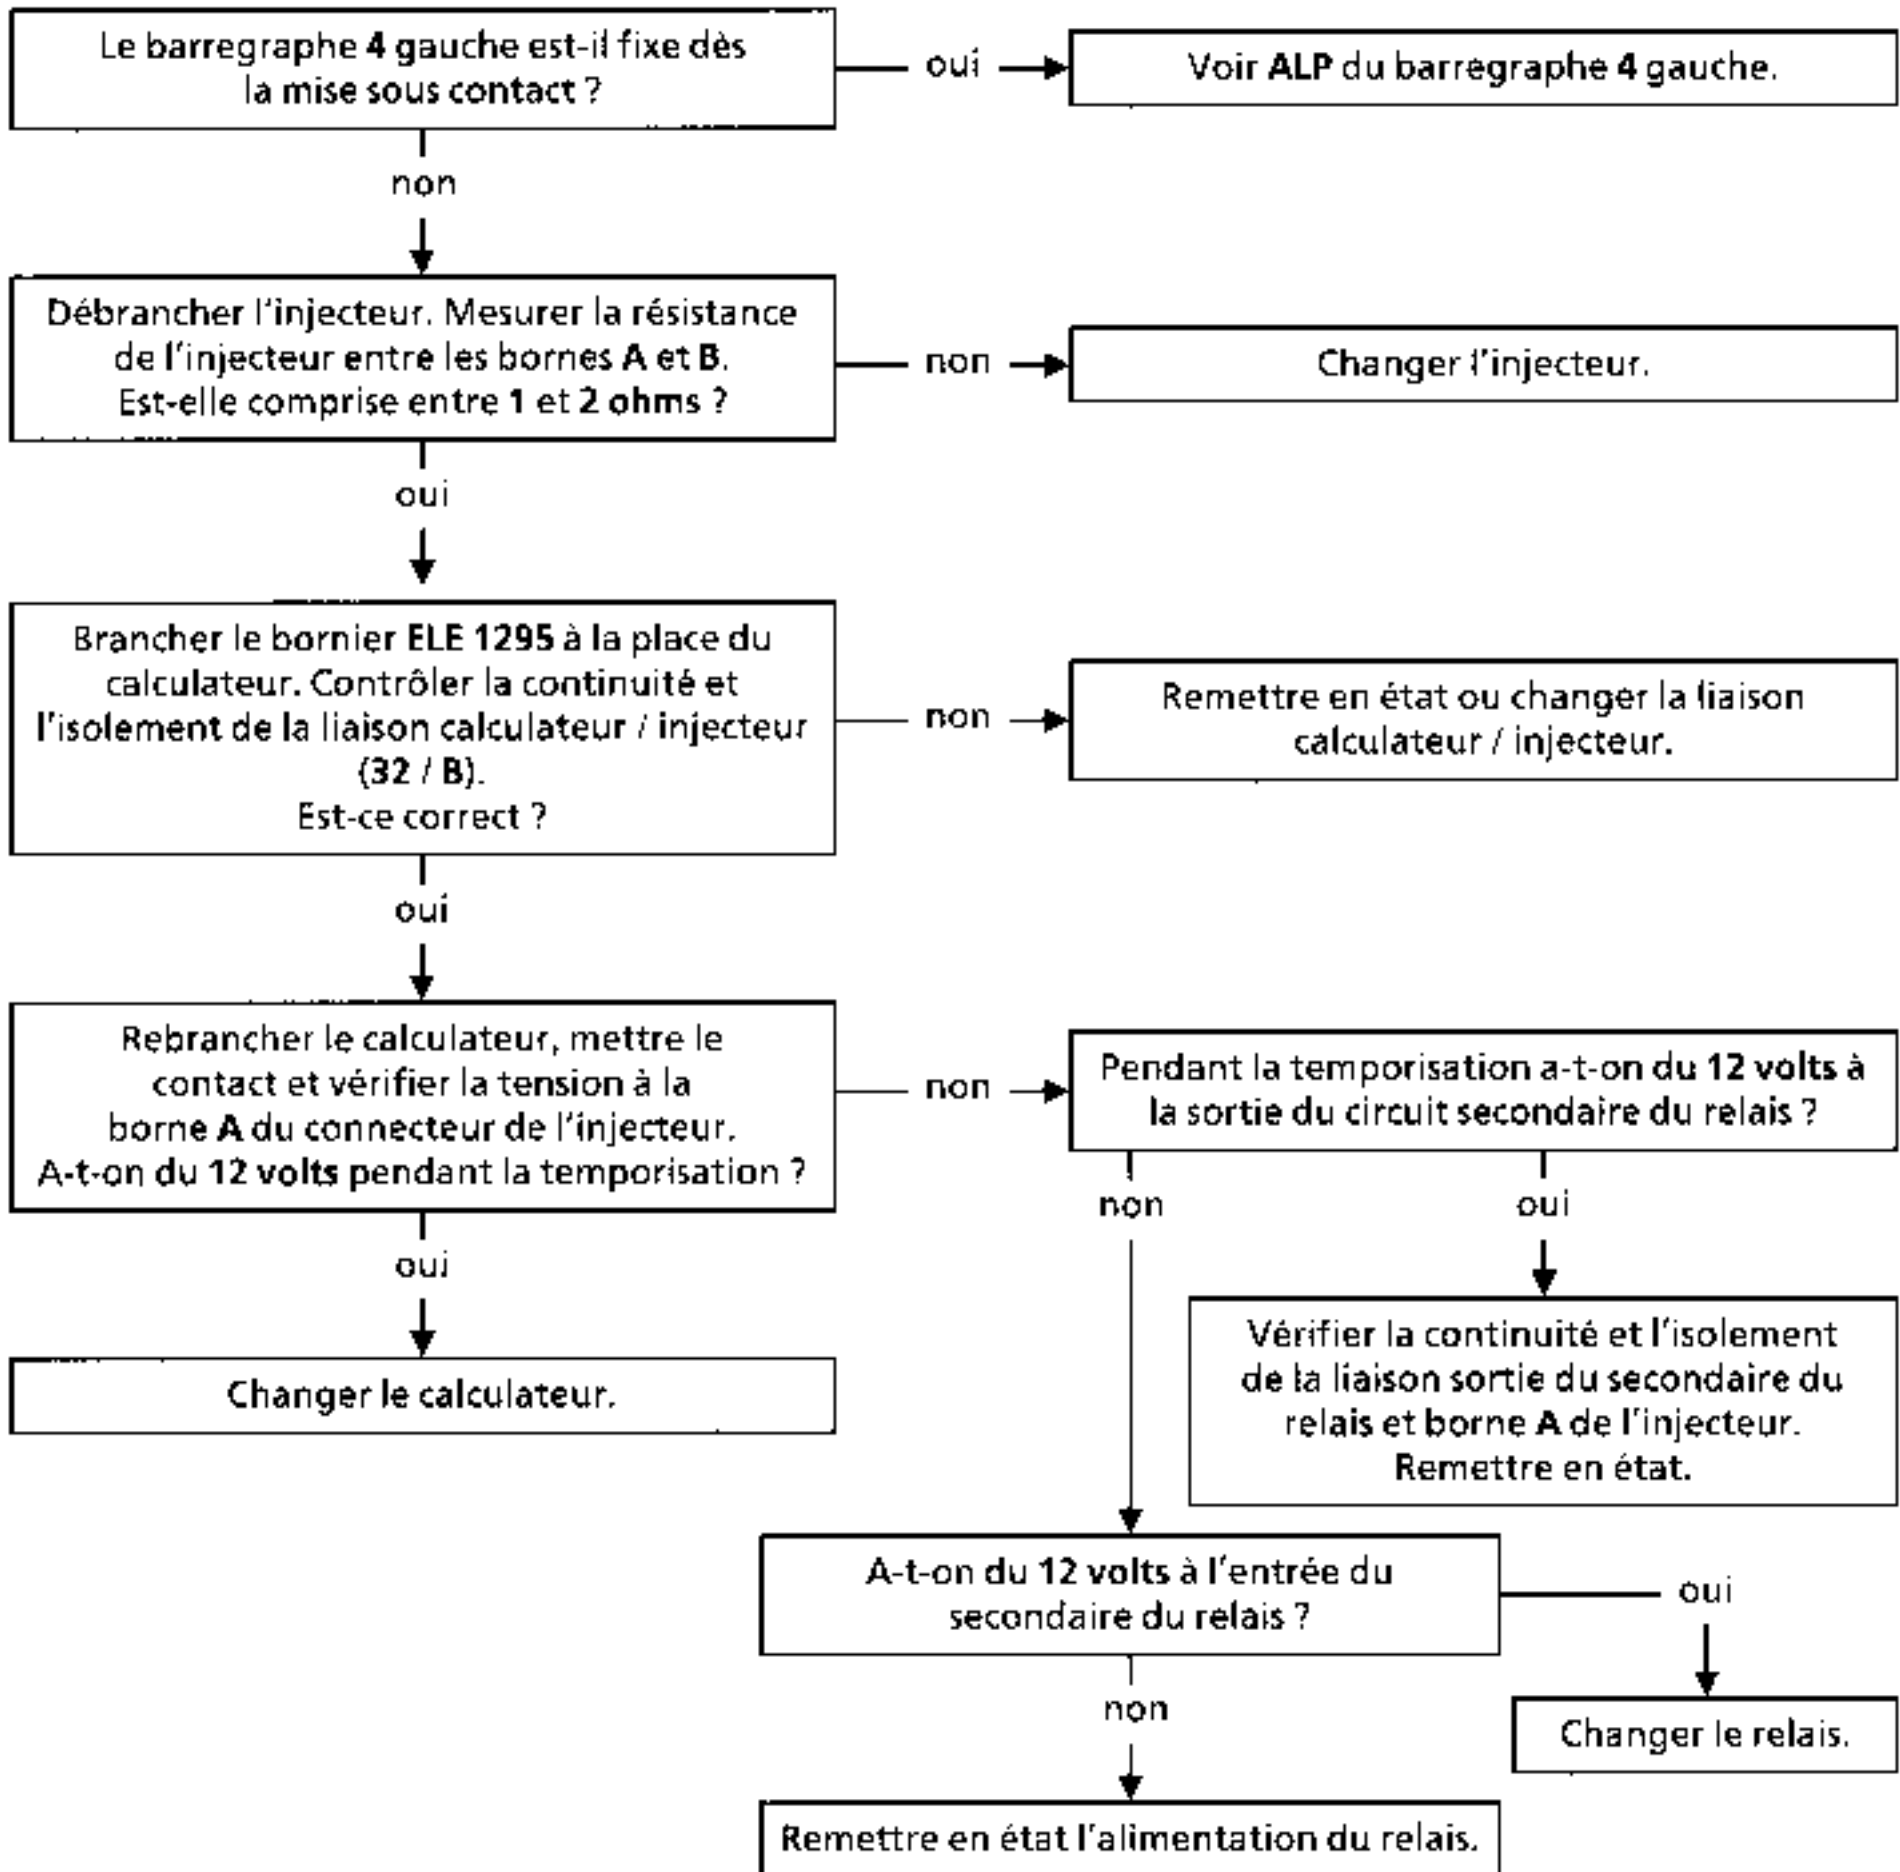 Le barregraphe 4 gauche est-il fixe dès
la mise sous contact ?
oui
Voir ALP du barregraphe 4 gauche.
non
Débrancher l'injecteur. Mesurer la résistance
de l'injecteur entre les bornes A et B.
Est-elle comprise entre 1 et 2 ohms ?
non
Changer l'injecteur.
oui
Brancher le bornier ELE 1295 à la place du
calculateur. Contrôler la continuité et
l'isolement de la liaison calculateur / injecteur
(32 / B).
Est-ce correct ?
non
Remettre en état ou changer la liaison
calculateur / injecteur.
oui
Rebrancher le calculateur, mettre le
contact et vérifier la tension à la
borne A du connecteur de l'injecteur.
A-t-on du 12 volts pendant la temporisation ?
non
Pendant la temporisation a-t-on du 12 volts à
la sortie du circuit secondaire du relais ?
oui
Changer le calculateur.
non
oui
Vérifier la continuité et l'isolement
de la liaison sortie du secondaire du
relais et borne A de l'injecteur.
Remettre en état.
A-t-on du 12 volts à l'entrée du
secondaire du relais ?
oui
Changer le relais.
non
Remettre en état l'alimentation du relais.